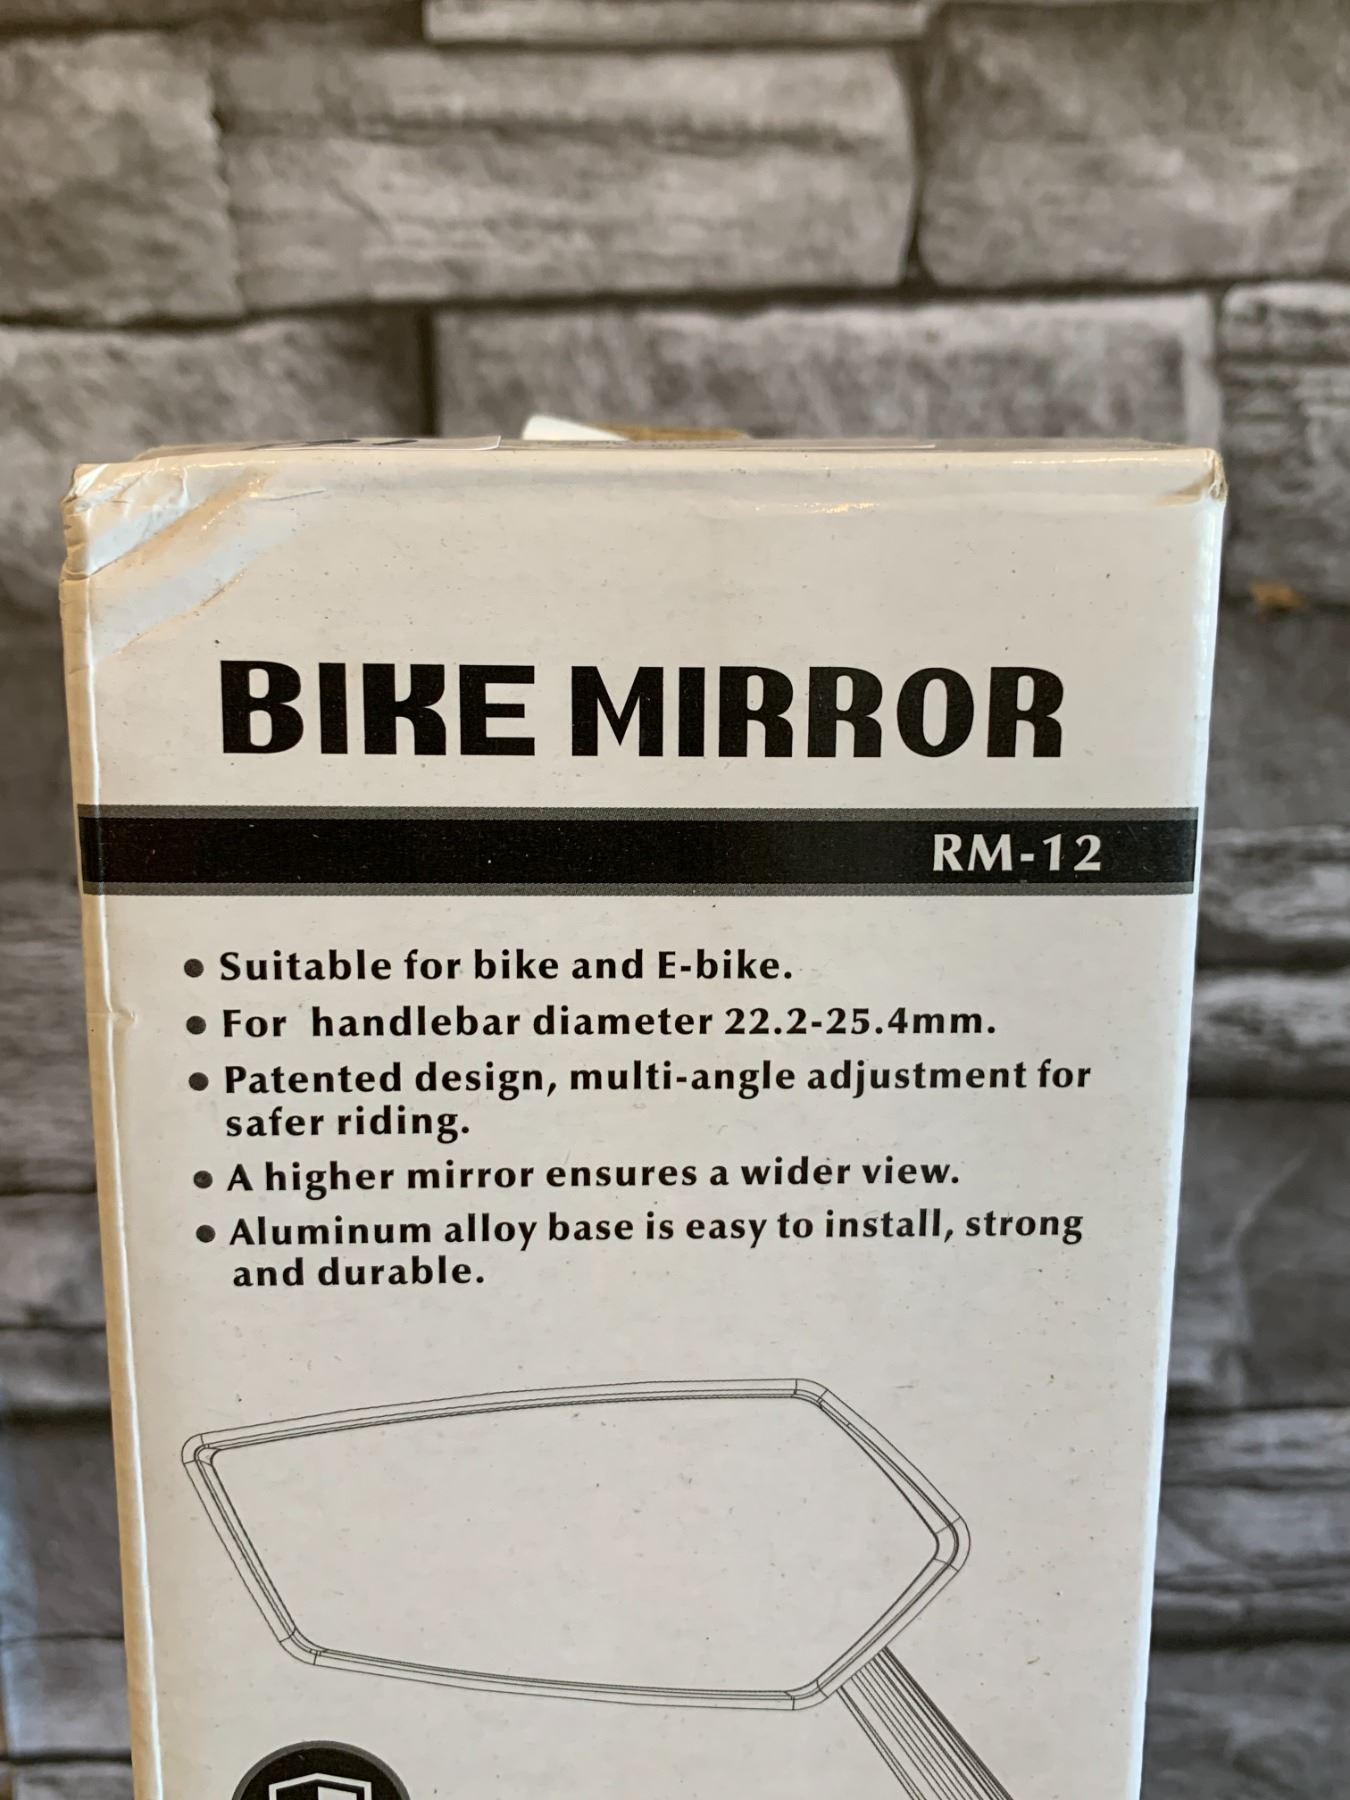 BIKE MIRROR
RM-12
• Suitable for bike and E-bike.
• For handlebar diameter 22.2-25.4mm.
• Patented design, multi-angle adjustment for
safer riding.
• A higher mirror ensures a wider view.
• Aluminum alloy base is easy to install, strong
and durable.